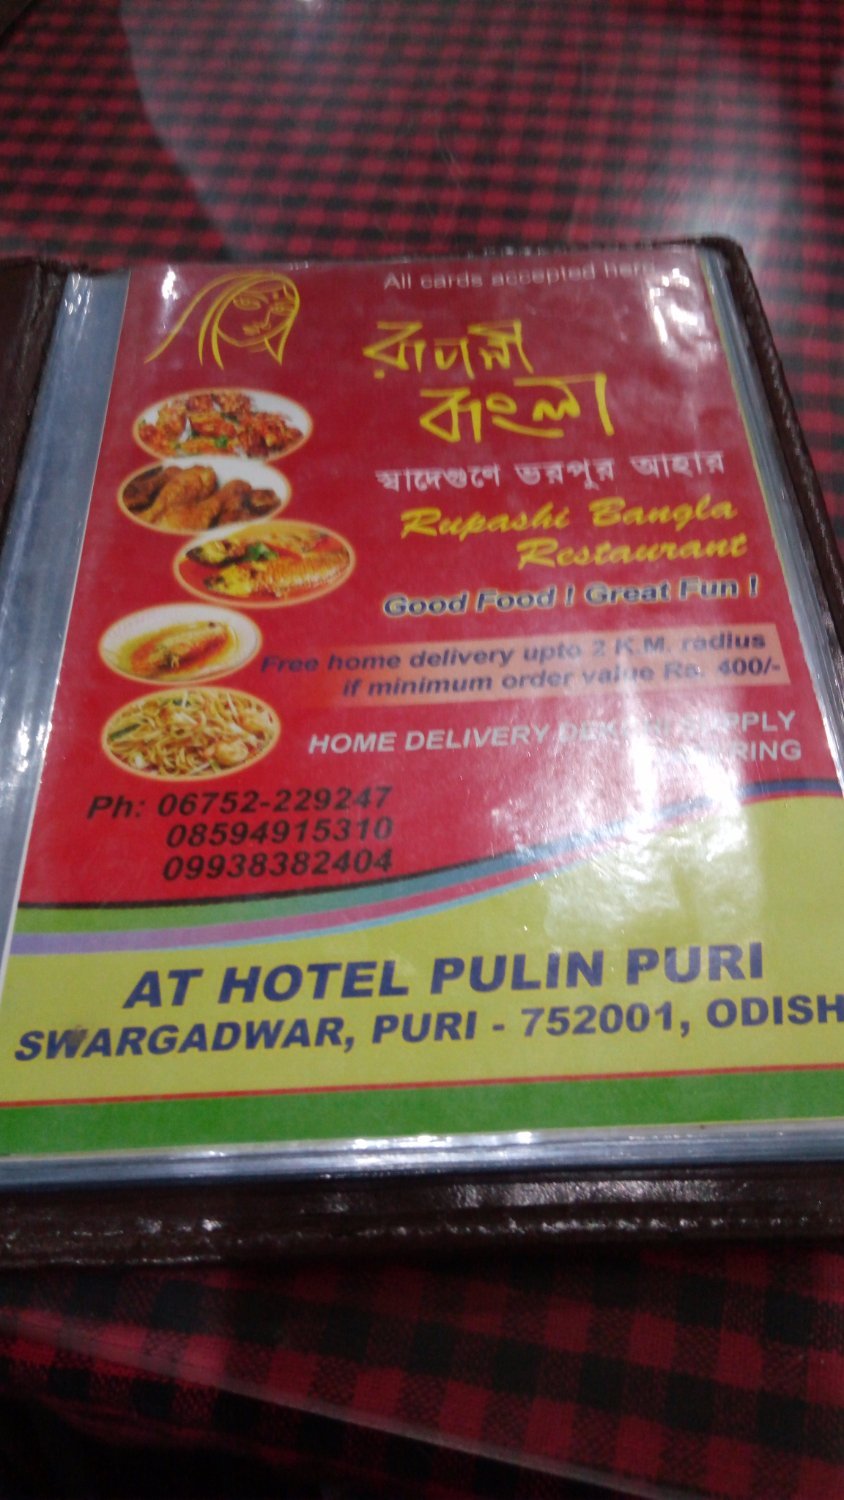 All cards accepted here
রূপসী
বাংলা
স্বাদেগুণে ভরপুর আহার
Rupashi Bangla
Restaurant
Good Food ! Great Fun !
Free home delivery upto 2 K.M. radius
if minimum order value Rs. 400/-
HOME DELIVERY SUPPLY
Ph: 06752-229247
08594915310
09938382404
AT HOTEL PULIN PURI
SWARGADWAR, PURI - 752001, ODISH